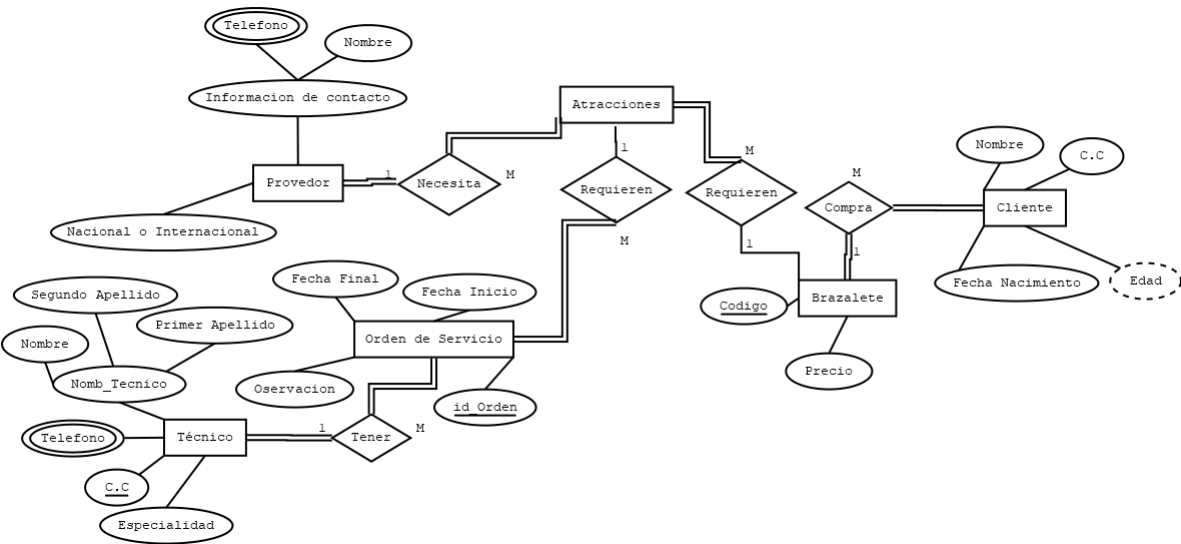 Telefono
Nombre
Informacion de contacto
Atracciones
Nombre
C.C
Provedor
1
Necesita
M
1
Requieren
M
Requieren
M
Compra
Cliente
Nacional o Internacional
M
1
1
Fecha Final
Fecha Inicio
Segundo Apellido
Fecha Nacimiento
Edad
Codigo
Brazalete
Primer Apellido
Nombre
Orden de Servicio
Nomb_Tecnico
Oservacion
Precio
id_Orden
Telefono
Técnico
1
Tener
M
C.C
Especialidad